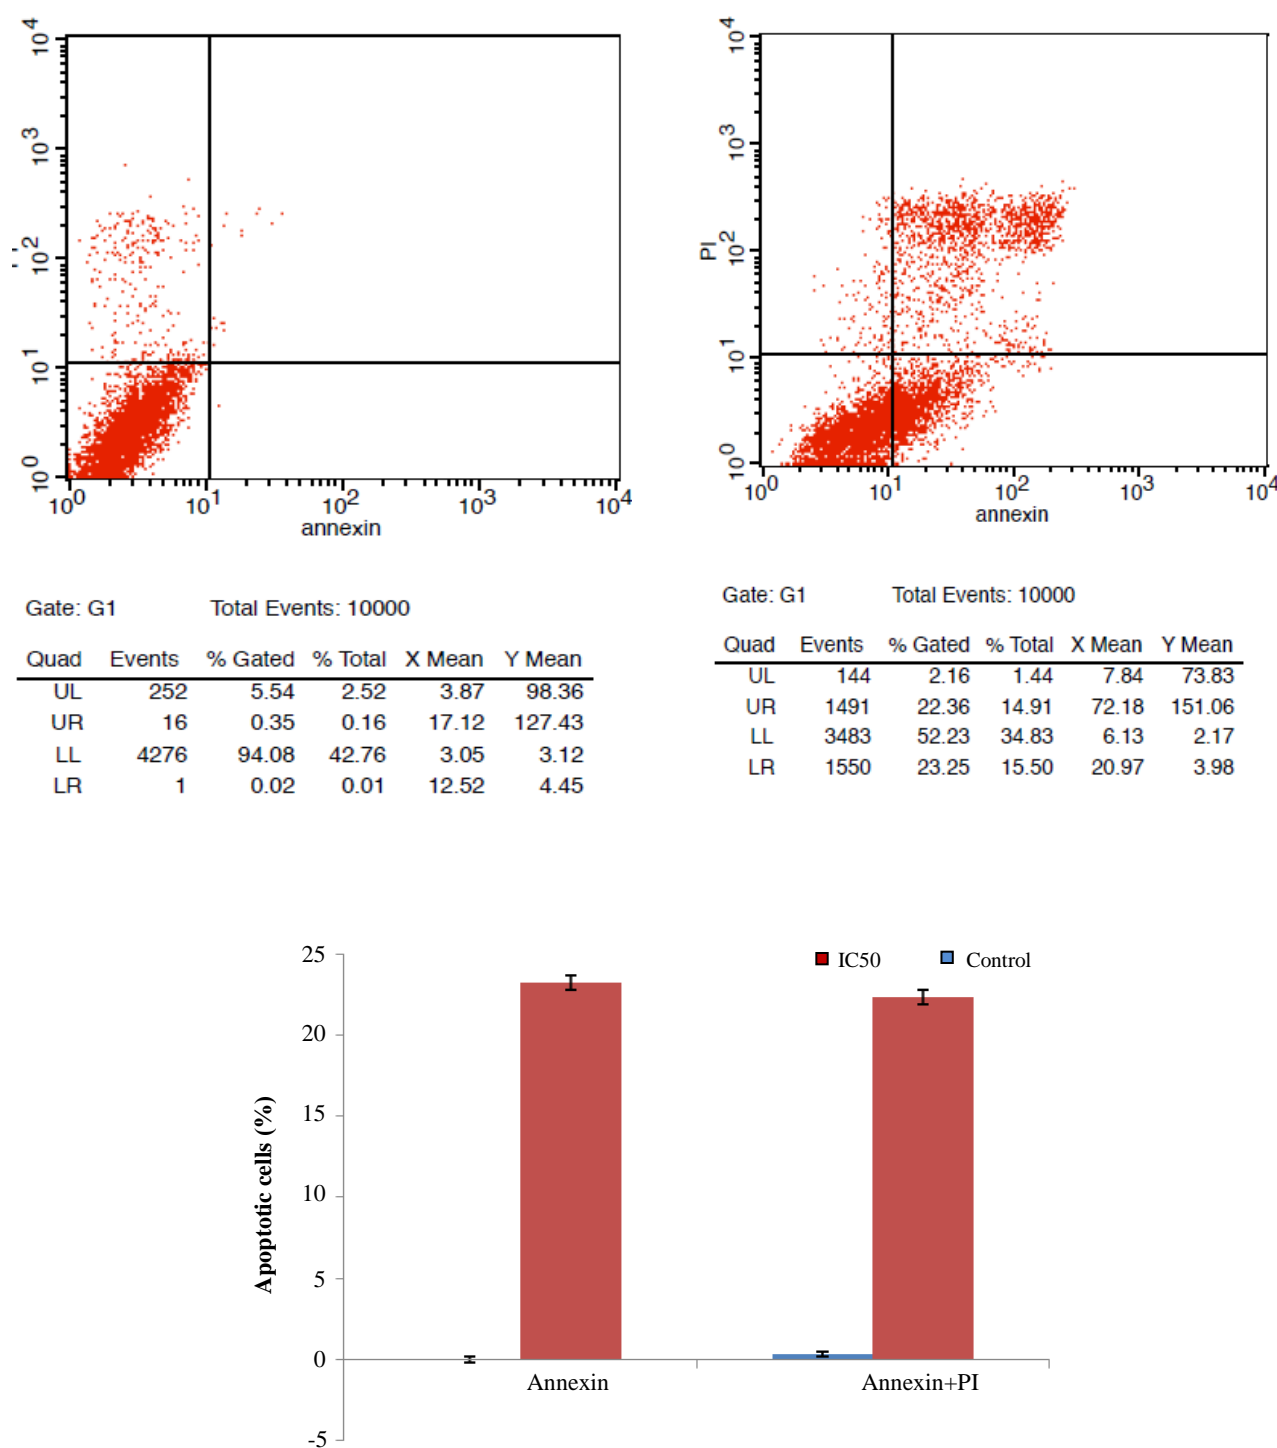 10^4
10^3
10^2
10^1
10^0
10^0 10^1 10^2 10^3 10^4
annexin
Gate: G1 Total Events: 10000
Quad Events % Gated % Total X Mean Y Mean
UL 252 5.54 2.52 3.87 98.36
UR 16 0.35 0.16 17.12 127.43
LL 4276 94.08 42.76 3.05 3.12
LR 1 0.02 0.01 12.52 4.45
10^4
10^3
PI
10^2
10^1
10^0
10^0 10^1 10^2 10^3 10^4
annexin
Gate: G1 Total Events: 10000
Quad Events % Gated % Total X Mean Y Mean
UL 144 2.16 1.44 7.84 73.83
UR 1491 22.36 14.91 72.18 151.06
LL 3483 52.23 34.83 6.13 2.17
LR 1550 23.25 15.50 20.97 3.98
IC50 Control
Apoptotic cells (%)
25
20
15
10
5
0
-5
Annexin Annexin+PI